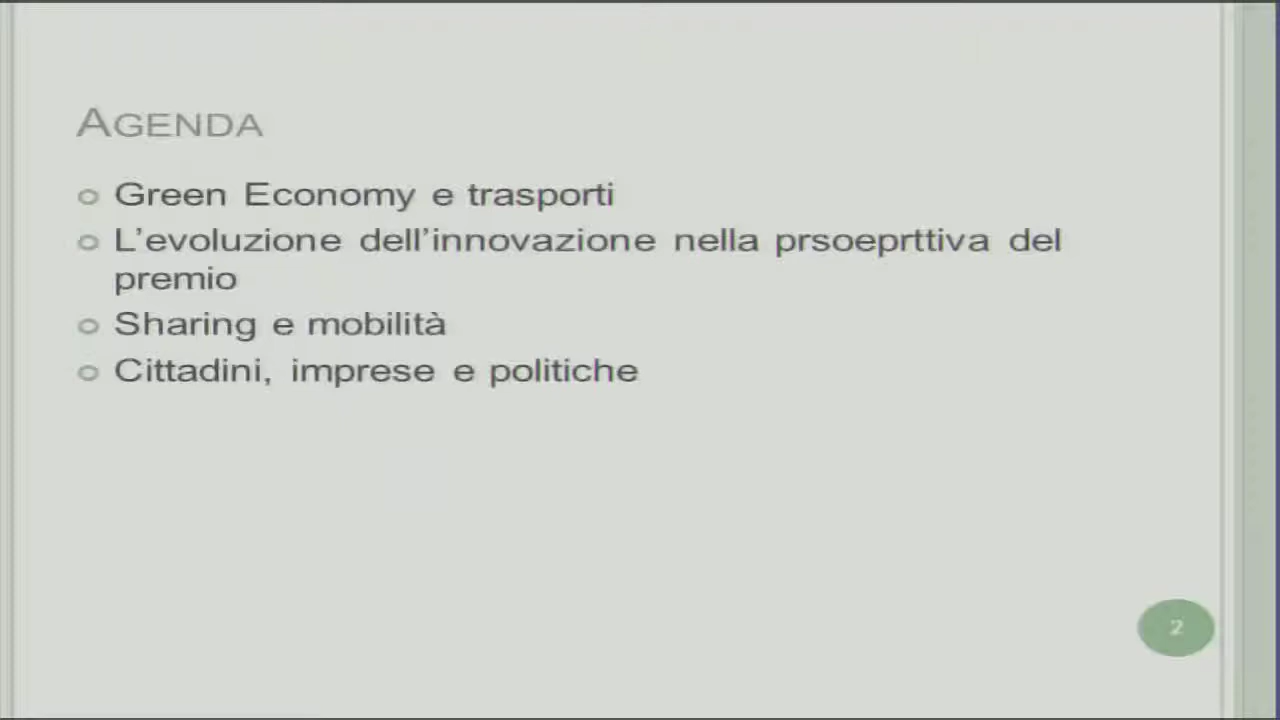 AGENDA
Green Economy e trasporti
L'evoluzione dell'innovazione nella prsoeprttiva del
premio
Sharing e mobilità
Cittadini, imprese e politiche
2